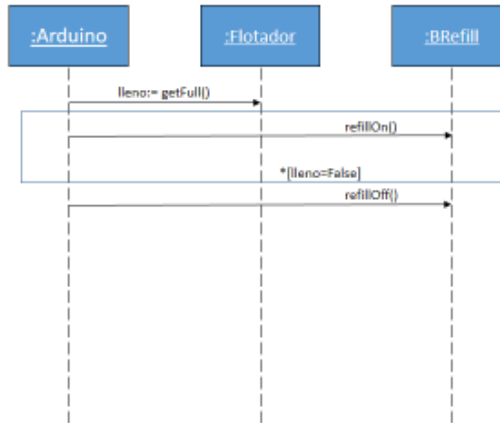 :Arduino
:Flotador
:BRefill
lleno:= getFull()
refillOn()
*[lleno=False]
refillOff()